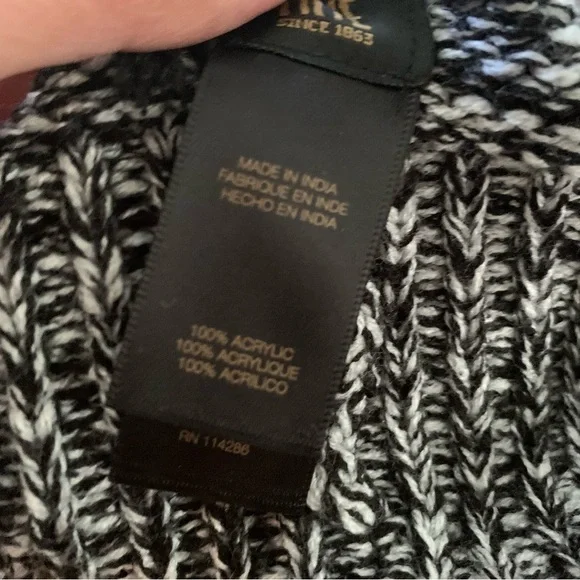 SINCE 1863
MADE IN INDIA
FABRIQUE EN INDE
HECHO EN INDIA
100% ACRYLIC
100% ACRYLIQUE
100% ACRILICO
RN 114286